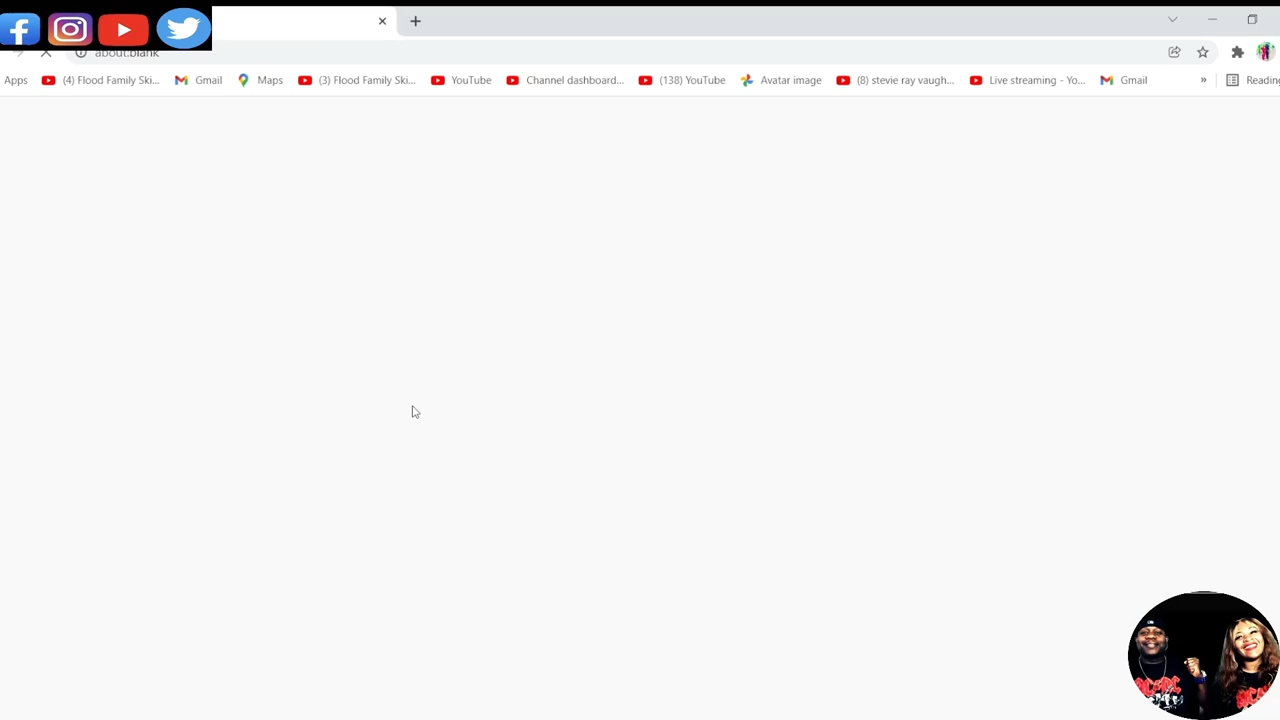 about:blank
Apps (4) Flood Family Ski... Gmail Maps (3) Flood Family Ski... YouTube Channel dashboard... (138) YouTube Avatar image (8) stevie ray vaugh... Live streaming - Yo... Gmail » Reading